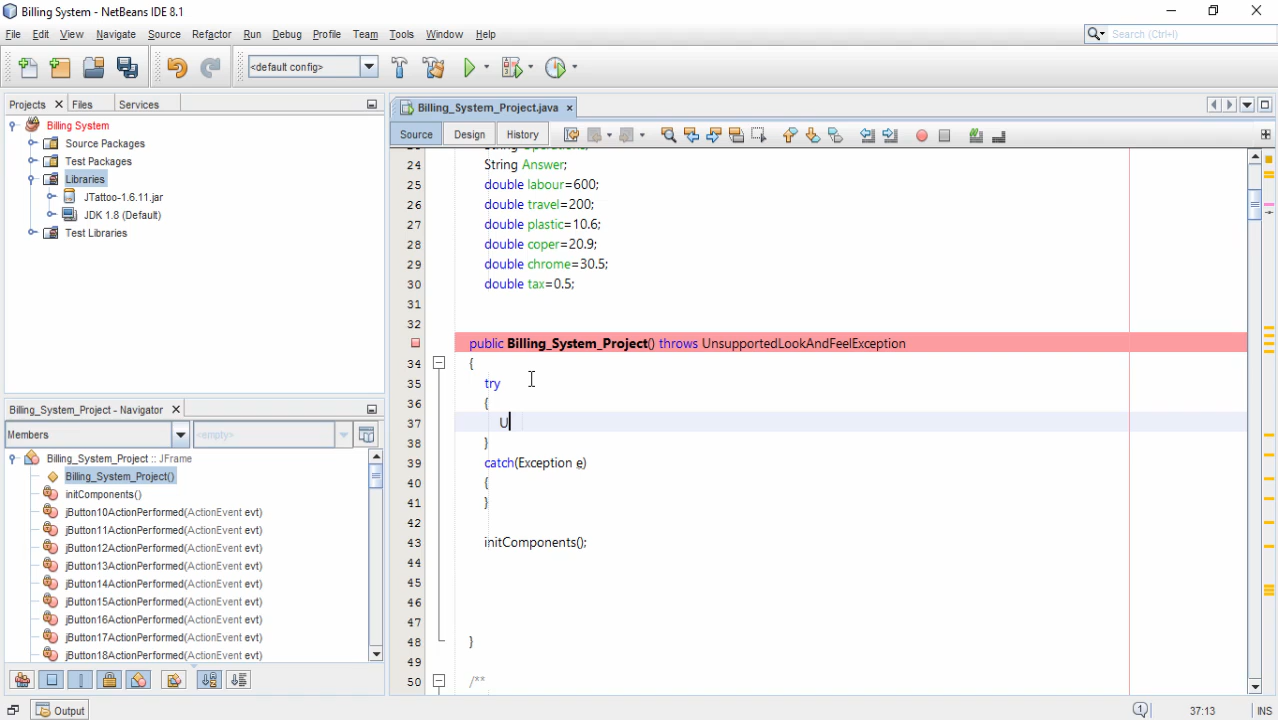 Billing System - NetBeans IDE 8.1
File Edit View Navigate Source Refactor Run Debug Profile Team Tools Window Help
Search (Ctrl+I)
<default config>
Projects Files Services
Billing_System_Project.java
Billing System
Source Packages
Test Packages
Libraries
JTattoo-1.6.11.jar
JDK 1.8 (Default)
Test Libraries
Source Design History
24 String Answer;
25 double labour=600;
26 double travel=200;
27 double plastic=10.6;
28 double coper=20.9;
29 double chrome=30.5;
30 double tax=0.5;
31
32
public Billing_System_Project() throws UnsupportedLookAndFeelException
34 {
35 try
36 {
37 U
38 }
39 catch(Exception e)
40 {
41 }
42
43 initComponents();
44
45
46
47
48 }
49
50 /**
Billing_System_Project - Navigator
Members
<empty>
Billing_System_Project :: JFrame
Billing_System_Project()
initComponents()
jButton10ActionPerformed(ActionEvent evt)
jButton11ActionPerformed(ActionEvent evt)
jButton12ActionPerformed(ActionEvent evt)
jButton13ActionPerformed(ActionEvent evt)
jButton14ActionPerformed(ActionEvent evt)
jButton15ActionPerformed(ActionEvent evt)
jButton16ActionPerformed(ActionEvent evt)
jButton17ActionPerformed(ActionEvent evt)
jButton18ActionPerformed(ActionEvent evt)
Output
1
37:13 INS